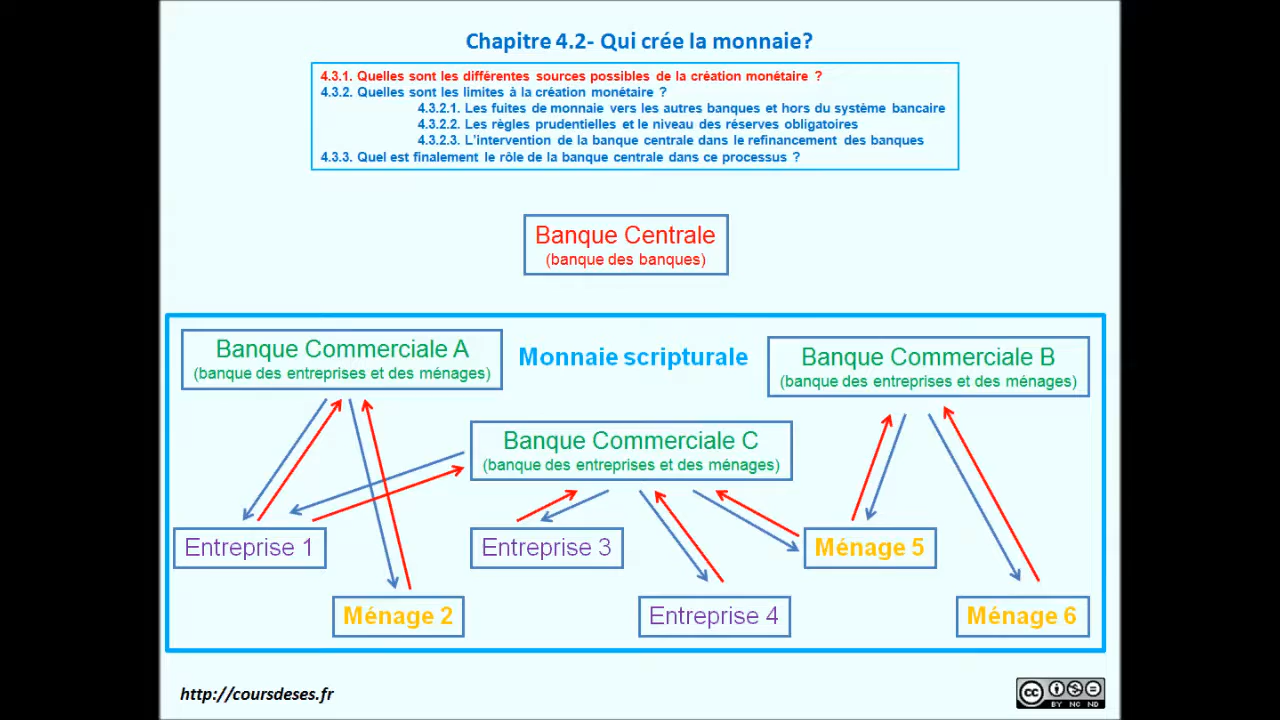 Chapitre 4.2- Qui crée la monnaie?
4.3.1. Quelles sont les différentes sources possibles de la création monétaire ?
4.3.2. Quelles sont les limites à la création monétaire ?
4.3.2.1. Les fuites de monnaie vers les autres banques et hors du système bancaire
4.3.2.2. Les règles prudentielles et le niveau des réserves obligatoires
4.3.2.3. L'intervention de la banque centrale dans le refinancement des banques
4.3.3. Quel est finalement le rôle de la banque centrale dans ce processus ?
Banque Centrale
(banque des banques)
Banque Commerciale A
(banque des entreprises et des ménages)
Monnaie scripturale
Banque Commerciale B
(banque des entreprises et des ménages)
Banque Commerciale C
(banque des entreprises et des ménages)
Entreprise 1
Entreprise 3
Ménage 5
Ménage 2
Entreprise 4
Ménage 6
http://coursdeses.fr
cc
BY NC ND